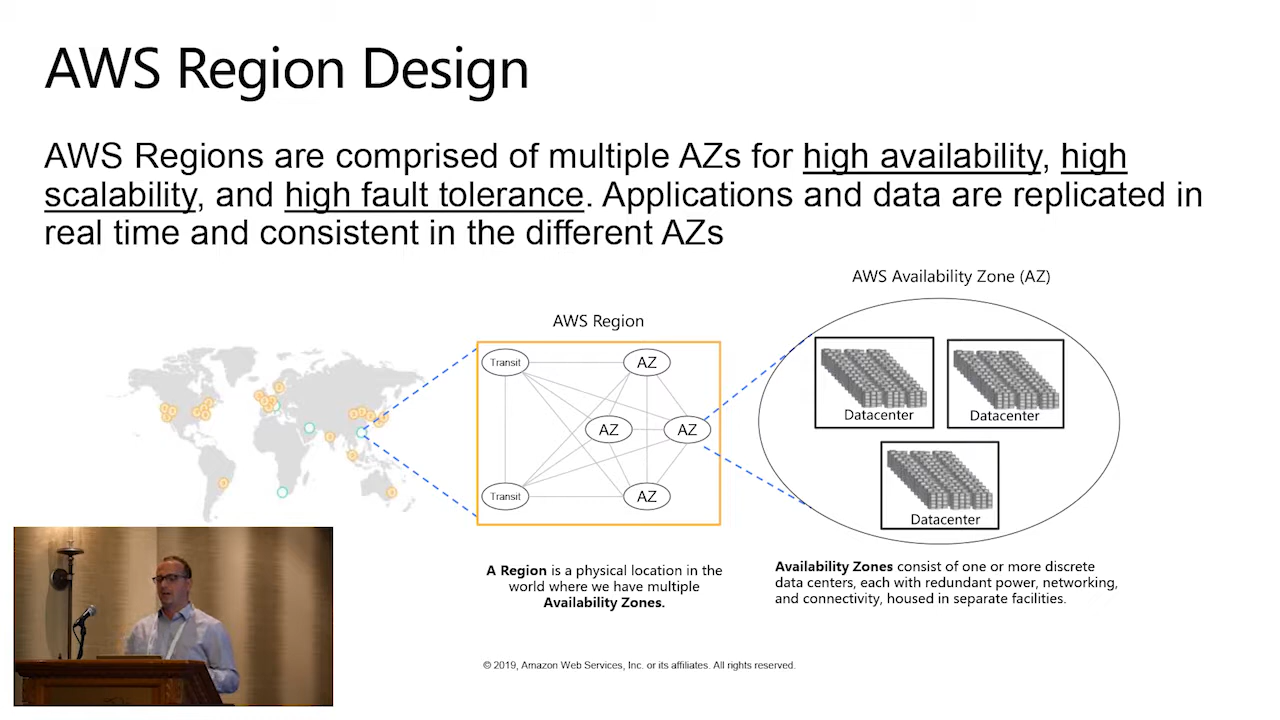 AWS Region Design
AWS Regions are comprised of multiple AZs for high availability, high
scalability, and high fault tolerance. Applications and data are replicated in
real time and consistent in the different AZs
AWS Region
Transit
AZ
AZ
AZ
Transit
AZ
A Region is a physical location in the
world where we have multiple
Availability Zones.
AWS Availability Zone (AZ)
Datacenter
Datacenter
Datacenter
Availability Zones consist of one or more discrete
data centers, each with redundant power, networking,
and connectivity, housed in separate facilities.
© 2019, Amazon Web Services, Inc. or its affiliates. All rights reserved.